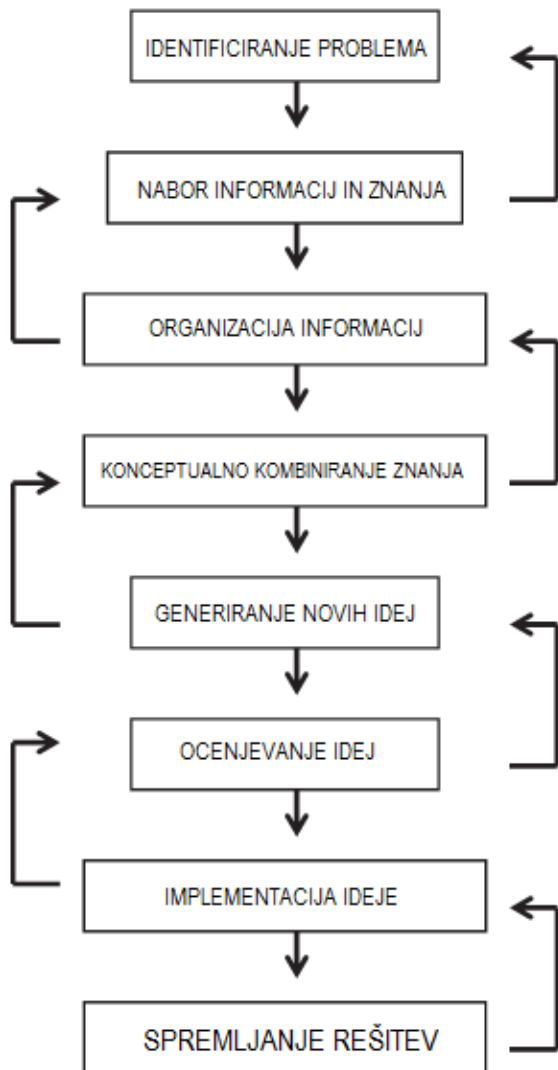 IDENTIFICIRANJE PROBLEMA
NABOR INFORMACIJ IN ZNANJA
ORGANIZACIJA INFORMACIJ
KONCEPTUALNO KOMBINIRANJE ZNANJA
GENERIRANJE NOVIH IDEJ
OCENJEVANJE IDEJ
IMPLEMENTACIJA IDEJE
SPREMLJANJE REŠITEV